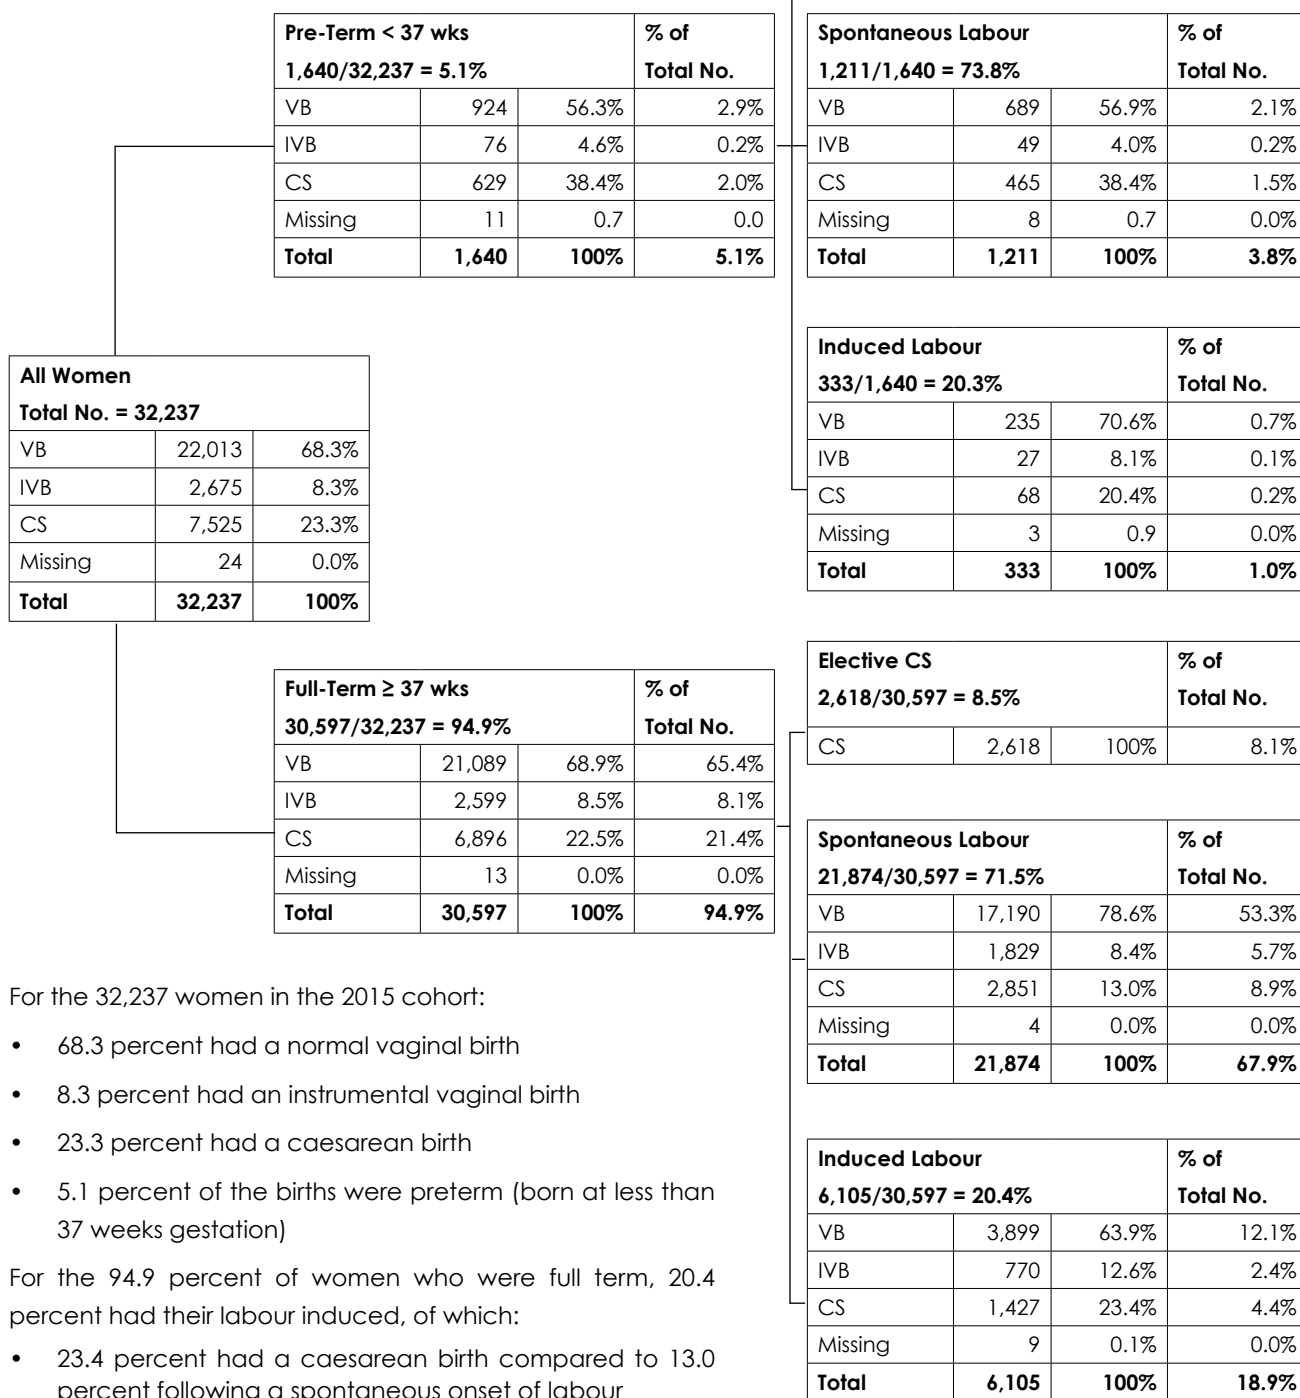 Pre-Term < 37 wks % of
1,640/32,237 = 5.1% Total No.
VB 924 56.3% 2.9%
IVB 76 4.6% 0.2%
CS 629 38.4% 2.0%
Missing 11 0.7 0.0
Total 1,640 100% 5.1%
Spontaneous Labour % of
1,211/1,640 = 73.8% Total No.
VB 689 56.9% 2.1%
IVB 49 4.0% 0.2%
CS 465 38.4% 1.5%
Missing 8 0.7 0.0%
Total 1,211 100% 3.8%
Induced Labour % of
333/1,640 = 20.3% Total No.
VB 235 70.6% 0.7%
IVB 27 8.1% 0.1%
CS 68 20.4% 0.2%
Missing 3 0.9 0.0%
Total 333 100% 1.0%
All Women
Total No. = 32,237
VB 22,013 68.3%
IVB 2,675 8.3%
CS 7,525 23.3%
Missing 24 0.0%
Total 32,237 100%
Full-Term ≥ 37 wks % of
30,597/32,237 = 94.9% Total No.
VB 21,089 68.9% 65.4%
IVB 2,599 8.5% 8.1%
CS 6,896 22.5% 21.4%
Missing 13 0.0% 0.0%
Total 30,597 100% 94.9%
Elective CS % of
2,618/30,597 = 8.5% Total No.
CS 2,618 100% 8.1%
Spontaneous Labour % of
21,874/30,597 = 71.5% Total No.
VB 17,190 78.6% 53.3%
IVB 1,829 8.4% 5.7%
CS 2,851 13.0% 8.9%
Missing 4 0.0% 0.0%
Total 21,874 100% 67.9%
Induced Labour % of
6,105/30,597 = 20.4% Total No.
VB 3,899 63.9% 12.1%
IVB 770 12.6% 2.4%
CS 1,427 23.4% 4.4%
Missing 9 0.1% 0.0%
Total 6,105 100% 18.9%
For the 32,237 women in the 2015 cohort:
• 68.3 percent had a normal vaginal birth
• 8.3 percent had an instrumental vaginal birth
• 23.3 percent had a caesarean birth
• 5.1 percent of the births were preterm (born at less than
37 weeks gestation)
For the 94.9 percent of women who were full term, 20.4
percent had their labour induced, of which:
• 23.4 percent had a caesarean birth compared to 13.0
percent following a spontaneous onset of labour